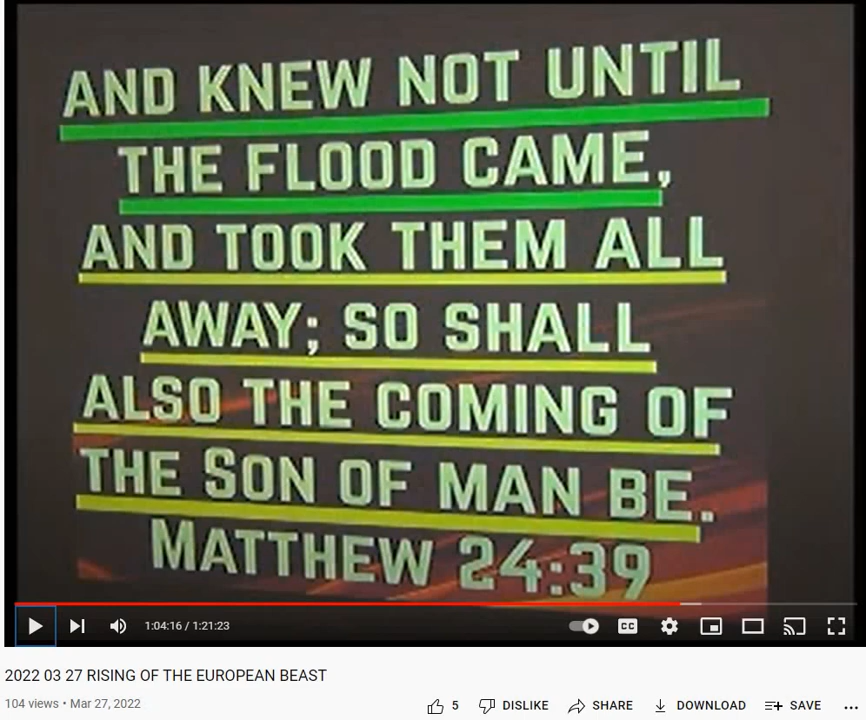 AND KNEW NOT UNTIL
THE FLOOD CAME,
AND TOOK THEM ALL
AWAY; SO SHALL
ALSO THE COMING OF
THE SON OF MAN BE.
MATTHEW 24:39
1:04:16 / 1:21:23
CC
2022 03 27 RISING OF THE EUROPEAN BEAST
104 views • Mar 27, 2022
5 DISLIKE SHARE DOWNLOAD SAVE ...